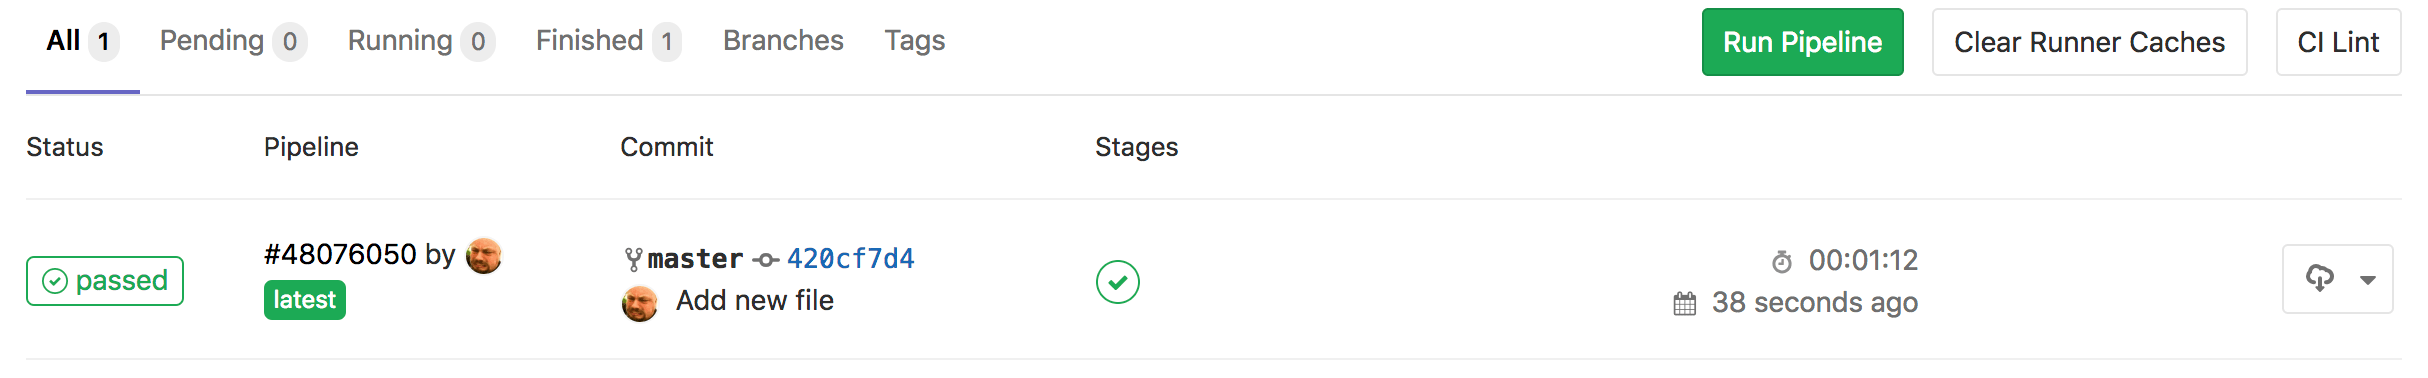 All 1 Pending 0 Running 0 Finished 1 Branches Tags Run Pipeline Clear Runner Caches CI Lint
Status Pipeline Commit Stages
passed #48076050 by master 420cf7d4 00:01:12
latest Add new file 38 seconds ago